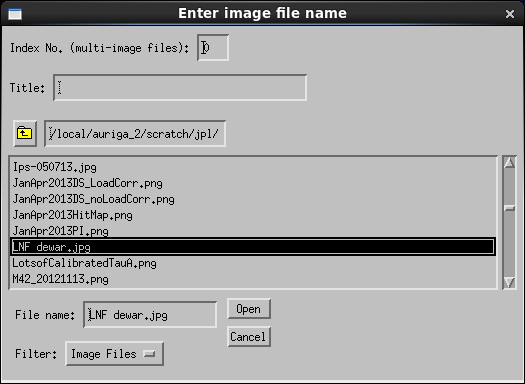 Enter image file name
Index No. (multi-image files): 0
Title:
/local/auriga_2/scratch/jpl/
Ips-050713.jpg
JanApr2013DS_LoadCorr.png
JanApr2013DS_noLoadCorr.png
JanApr2013HitMap.png
JanApr2013PI.png
LNF dewar.jpg
LotsofCalibratedTauA.png
M42_20121113.png
File name: LNF dewar.jpg
Open
Cancel
Filter: Image Files